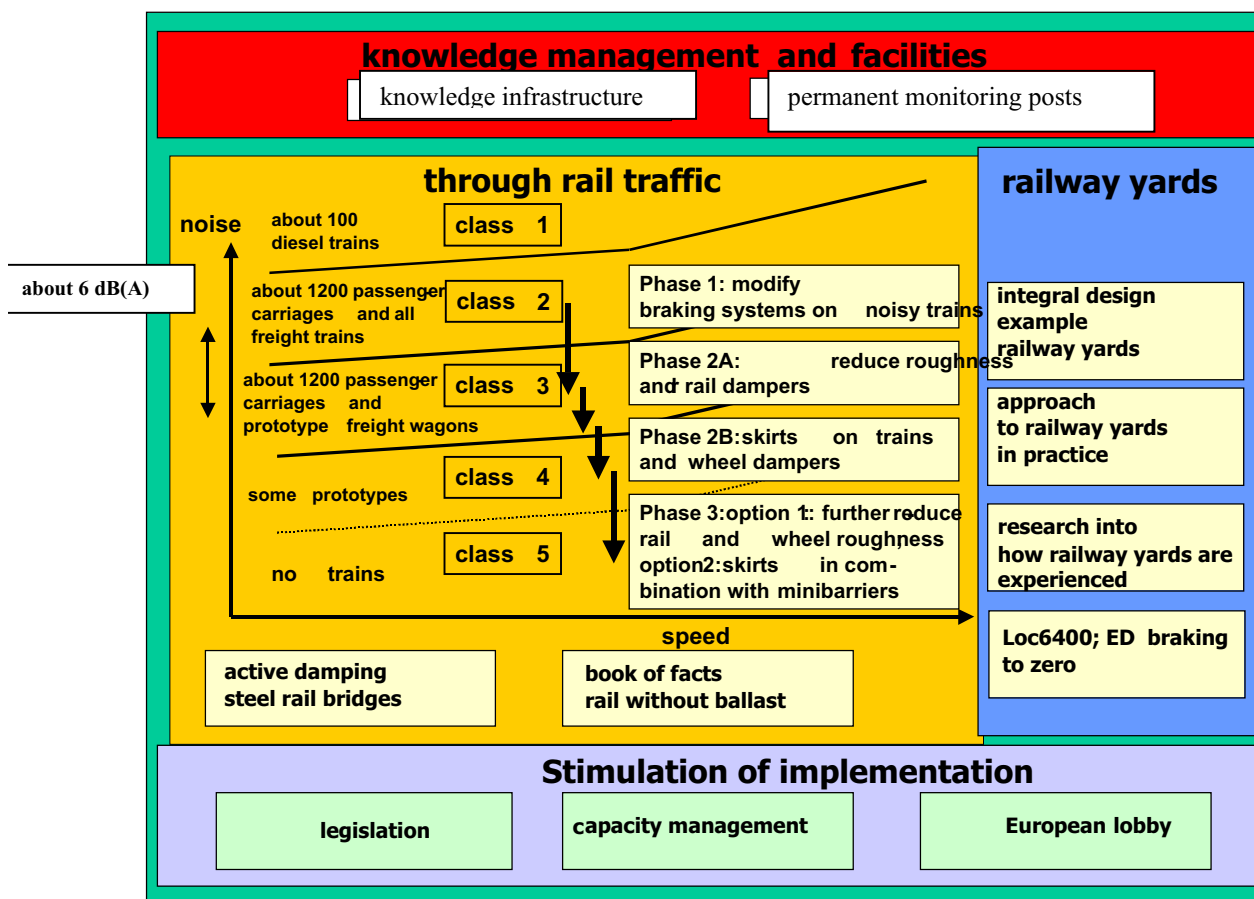 knowledge management and facilities
knowledge infrastructure
permanent monitoring posts
through rail traffic
noise
about 100
diesel trains
class 1
about 6 dB(A)
about 1200 passenger-
carriages and all
freight trains
class 2
about 1200 passenger
carriages and
prototype freight wagons
class 3
some prototypes
class 4
no trains
class 5
Phase 1: modify
braking systems on noisy trains
Phase 2A: reduce roughness
and rail dampers
Phase 2B:skirts on trains
and wheel dampers
Phase 3:option 1: further reduce
rail and wheel roughness,
option2:skirts in com-
bination with minibarriers
speed
active damping
steel rail bridges
book of facts
rail without ballast
railway yards
integral design
example
railway yards
approach
to railway yards
in practice
research into
how railway yards are
experienced
Loc6400; ED braking
to zero
Stimulation of implementation
legislation
capacity management
European lobby